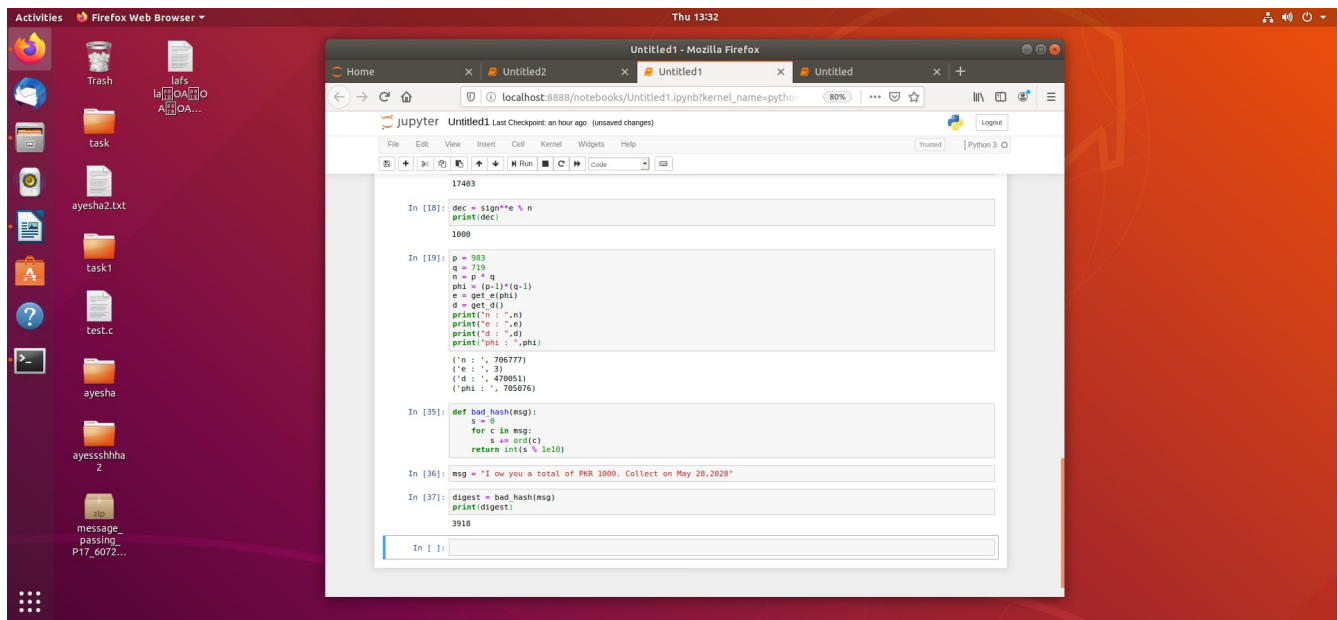 Activities Firefox Web Browser Thu 13:32
Trash
lafs
task
ayesha2.txt
task1
test.c
ayesha
ayessshhha
2
zip
message_
passing_
P17_6072...
Untitled1 - Mozilla Firefox
Home Untitled2 Untitled1 Untitled
localhost:8888/notebooks/Untitled1.ipynb?kernel_name=pytho 80%
jupyter Untitled1 Last Checkpoint: an hour ago (unsaved changes) Logout
File Edit View Insert Cell Kernel Widgets Help Trusted Python 3
Run Code
17403
In [18]: dec = sign**e % n
print(dec)
1000
In [19]: p = 983
q = 719
n = p * q
phi = (p-1)*(q-1)
e = get_e(phi)
d = get_d()
print("n : ",n)
print("e : ",e)
print("d : ",d)
print("phi : ",phi)
('n : ', 706777)
('e : ', 3)
('d : ', 470051)
('phi : ', 705076)
In [35]: def bad_hash(msg):
s = 0
for c in msg:
s += ord(c)
return int(s % 1e10)
In [36]: msg = "I ow you a total of PKR 1000. Collect on May 28,2028"
In [37]: digest = bad_hash(msg)
print(digest)
3918
In [ ]: